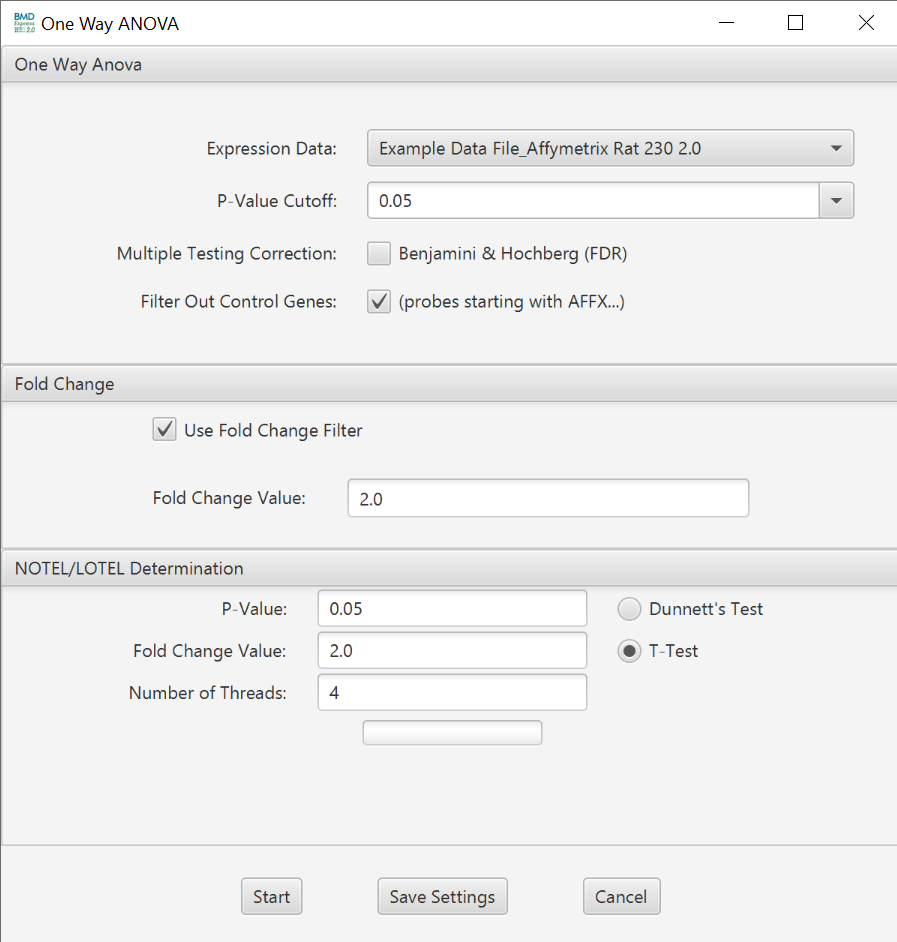 BMD Express 2.0 One Way ANOVA
One Way Anova
Expression Data: Example Data File_Affymetrix Rat 230 2.0
P-Value Cutoff: 0.05
Multiple Testing Correction: Benjamini & Hochberg (FDR)
Filter Out Control Genes: (probes starting with AFFX...)
Fold Change
Use Fold Change Filter
Fold Change Value: 2.0
NOTEL/LOTEL Determination
P-Value: 0.05 Dunnett's Test
Fold Change Value: 2.0 T-Test
Number of Threads: 4
Start Save Settings Cancel